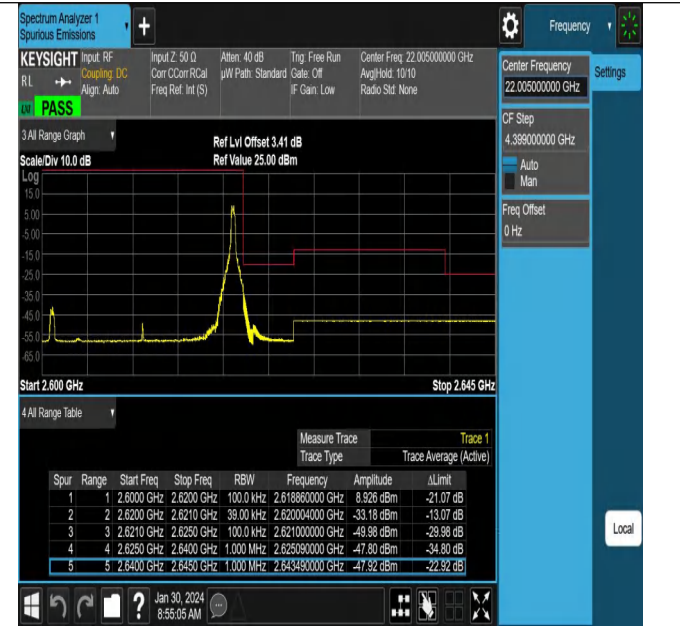 Spectrum Analyzer 1
Spurious Emissions
+
Frequency
KEYSIGHT
RL
PASS
Input: RF
Coupling: DC
Align: Auto
Input Z: 50 Ω
Corr CCorr RCal
Freq Ref: Int (S)
Atten: 40 dB
µW Path: Standard
Trig: Free Run
Gate: Off
IF Gain: Low
Center Freq: 22.005000000 GHz
Avg|Hold: 10/10
Radio Std: None
Center Frequency
22.005000000 GHz
Settings
CF Step
4.399000000 GHz
Auto
Man
Freq Offset
0 Hz
3 All Range Graph
Ref Lvl Offset 3.41 dB
Scale/Div 10.0 dB
Ref Value 25.00 dBm
Log
15.0
5.00
-5.00
-15.0
-25.0
-35.0
-45.0
-55.0
-65.0
Start 2.600 GHz
Stop 2.645 GHz
4 All Range Table
Measure Trace Trace 1
Trace Type Trace Average (Active)
Spur Range Start Freq Stop Freq RBW Frequency Amplitude ΔLimit
1 1 2.6000 GHz 2.6200 GHz 100.0 kHz 2.618860000 GHz 8.926 dBm -21.07 dB
2 2 2.6200 GHz 2.6210 GHz 39.00 kHz 2.620004000 GHz -33.18 dBm -13.07 dB
3 3 2.6210 GHz 2.6250 GHz 100.0 kHz 2.621000000 GHz -49.98 dBm -29.98 dB
4 4 2.6250 GHz 2.6400 GHz 1.000 MHz 2.625090000 GHz -47.80 dBm -34.80 dB
5 5 2.6400 GHz 2.6450 GHz 1.000 MHz 2.643490000 GHz -47.92 dBm -22.92 dB
Local
?
Jan 30, 2024
8:55:05 AM